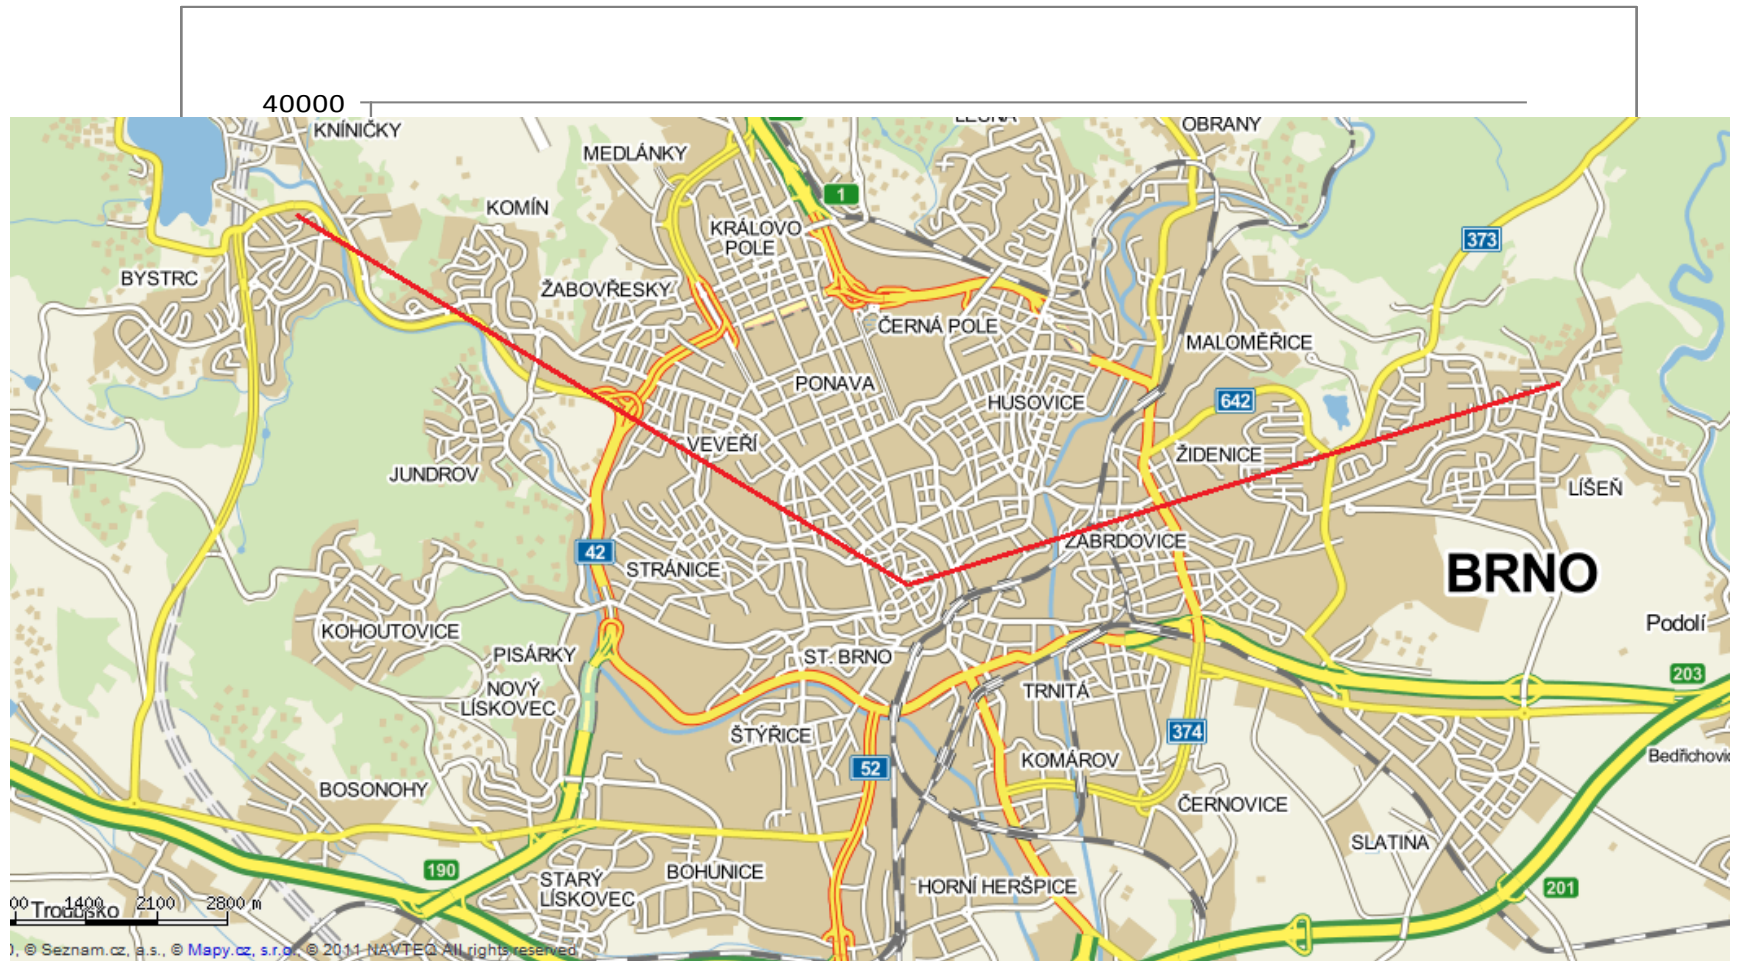 40000
KNÍNIČKY
OBRANY
MEDLÁNKY
1
KOMÍN
KRÁLOVO
POLE
373
BYSTRC
ŽABOVŘESKY
ČERNÁ POLE
MALOMĚŘICE
PONAVA
HUSOVICE
642
VEVEŘÍ
ŽIDENICE
JUNDROV
LÍŠEŇ
42
ZÁBRDOVICE
STRÁNICE
BRNO
KOHOUTOVICE
Podolí
PISÁRKY
ST. BRNO
203
NOVÝ
LÍSKOVEC
TRNITÁ
ŠTÝŘICE
374
52
KOMÁROV
BOSONOHY
ČERNOVICE
SLATINA
190
BOHUNICE
STARÝ
LÍSKOVEC
HORNÍ HERŠPICE
201
1400 2100 2800 m
Troubsko
© Seznam.cz, a.s., © Mapy.cz, s.r.o., © 2011 NAVTEQ All rights reserved